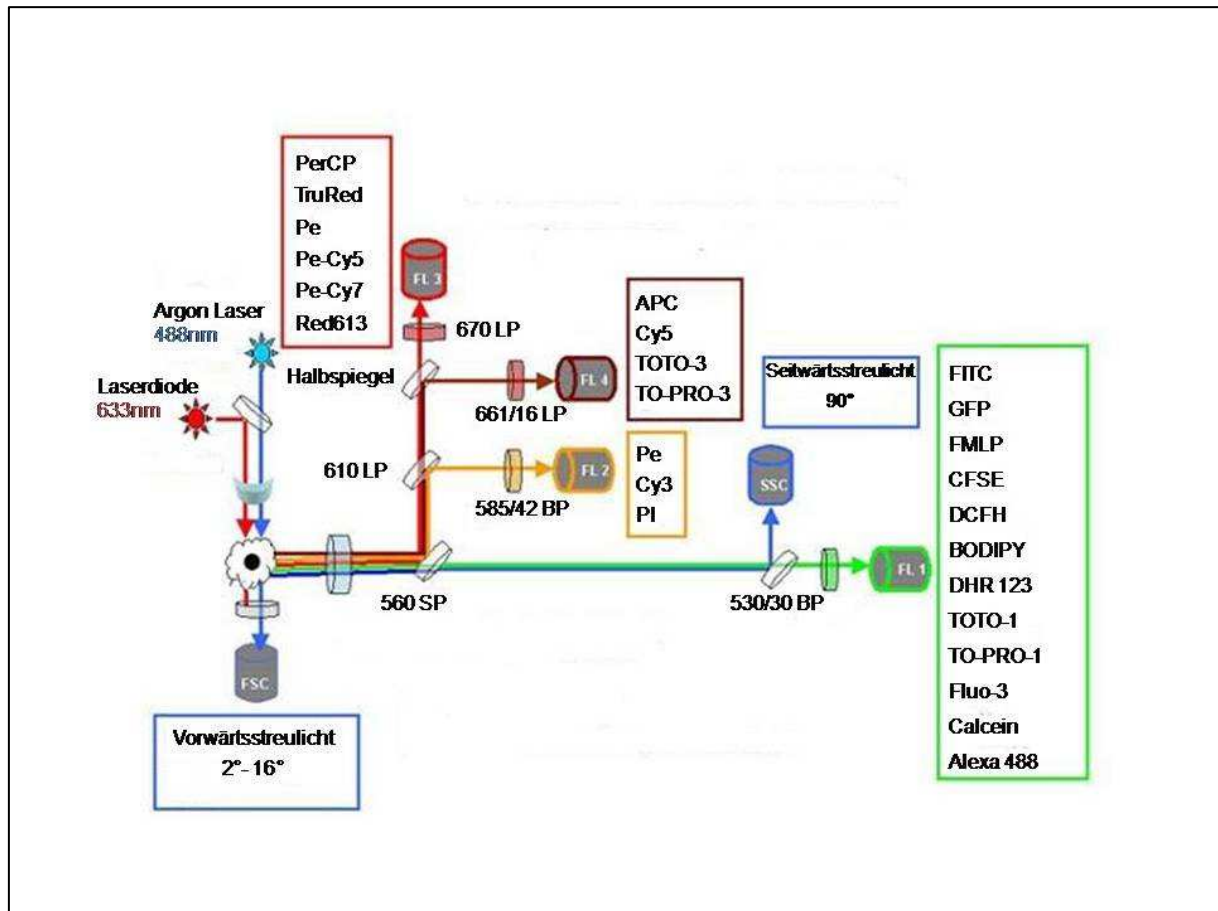 PerCP
TruRed
Pe
Pe-Cy5
Pe-Cy7
Red613
FL 3
670 LP
Argon Laser
488nm
Laserdiode
633nm
Halbspiegel
APC
Cy5
TOTO-3
TO-PRO-3
FL 4
661/16 LP
610 LP
Pe
Cy3
PI
FL 2
585/42 BP
Seitwärtsstreulicht
90°
SSC
560 SP
530/30 BP
FL 1
FITC
GFP
FMLP
CFSE
DCFH
BODIPY
DHR 123
TOTO-1
TO-PRO-1
Fluo-3
Calcein
Alexa 488
FSC
Vorwärtsstreulicht
2°- 16°